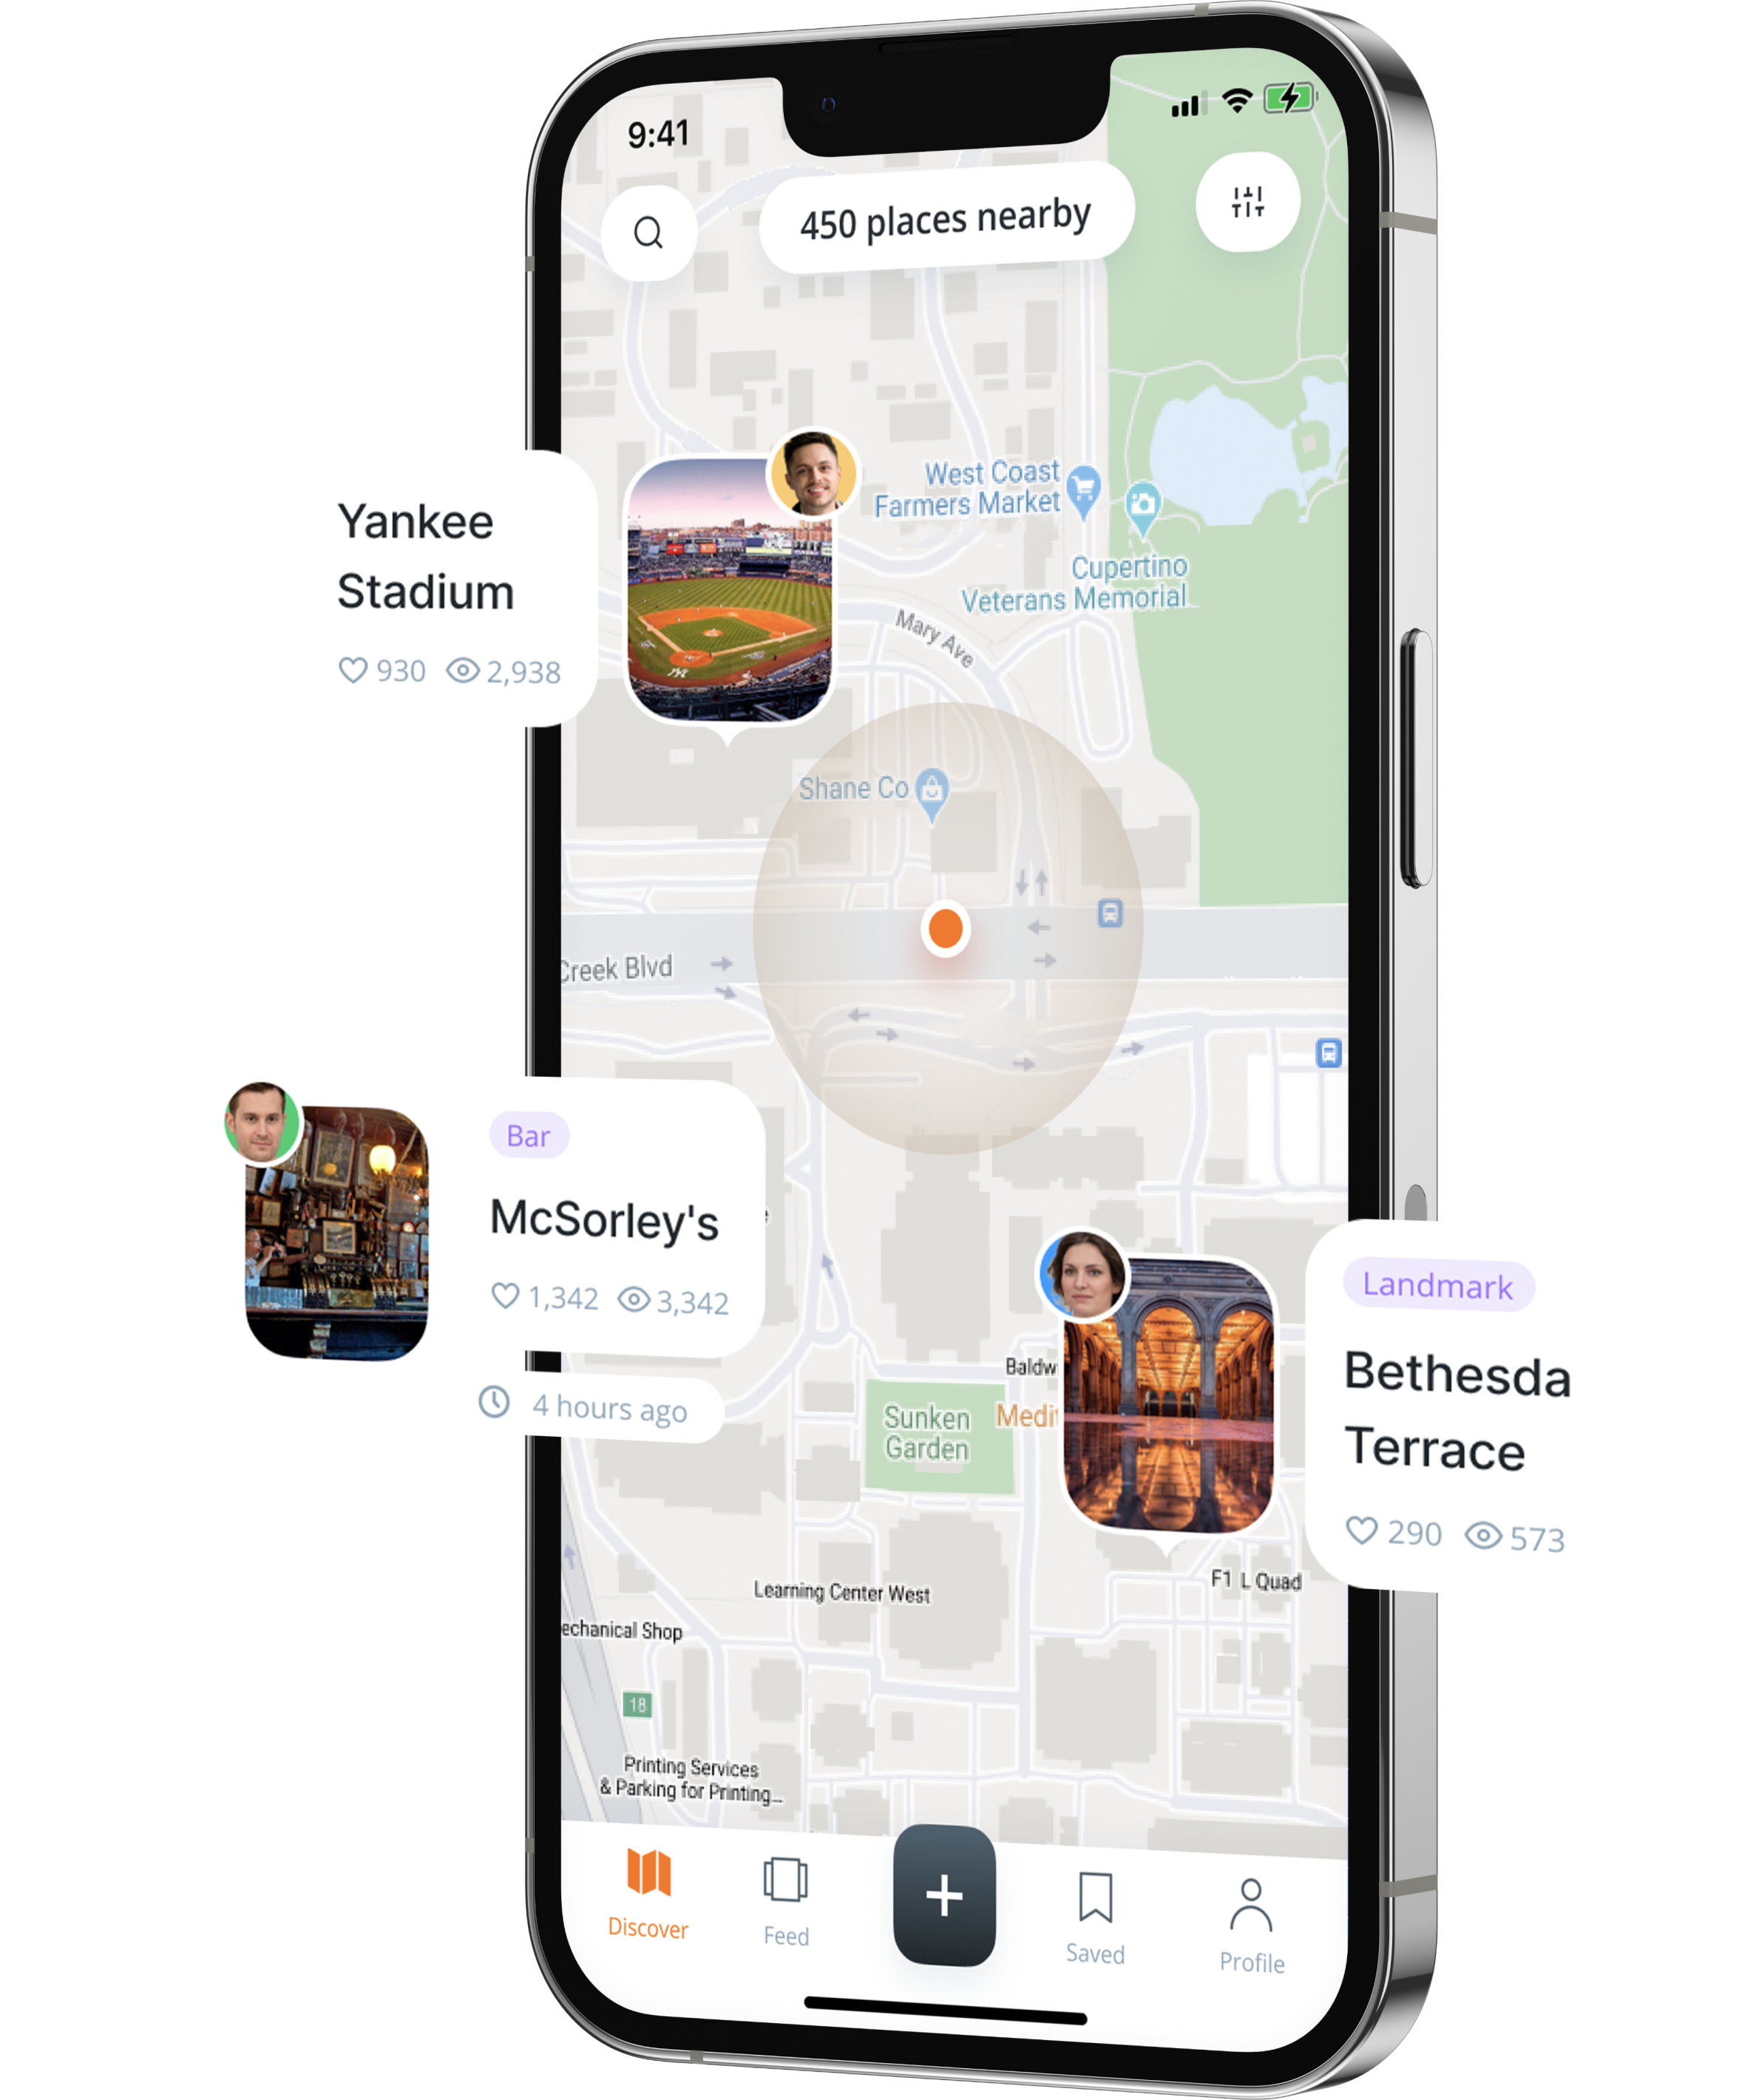 9:41
450 places nearby
West Coast
Farmers Market
Cupertino
Veterans Memorial
Yankee
Stadium
930 2,938
Mary Ave
Shane Co
Creek Blvd
Bar
McSorley's
1,342 3,342
4 hours ago
Landmark
Bethesda
Terrace
290 573
Baldw
Medit
Sunken
Garden
F1 L Quad
Learning Center West
echanical Shop
18
Printing Services
& Parking for Printing...
Discover
Feed
Saved
Profile